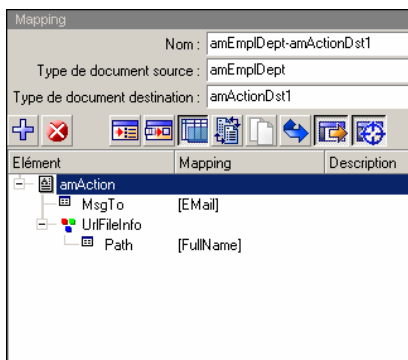 Mapping
Nom : amEmplDept-amActionDst1
Type de document source : amEmplDept
Type de document destination : amActionDst1
Elément Mapping Description
amAction
MsgTo [EMail]
UrlFileInfo
Path [FullName]